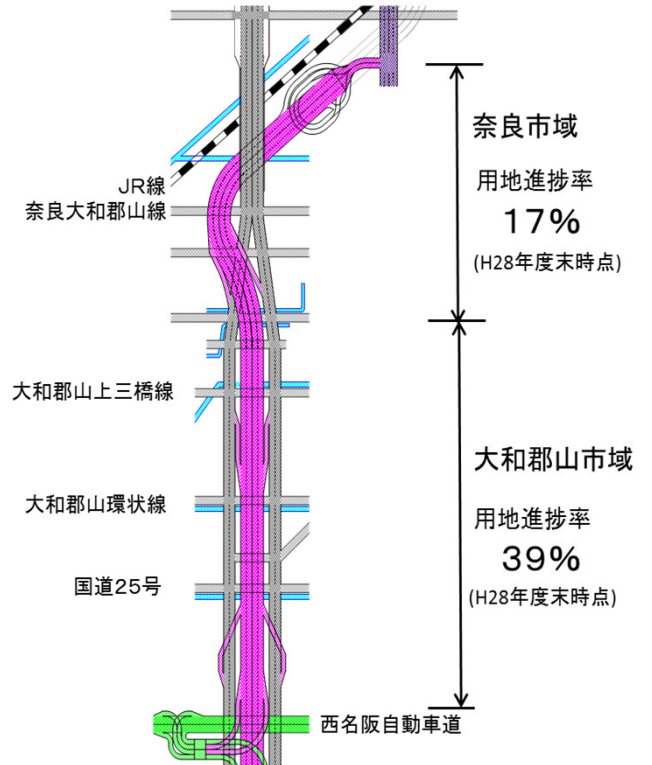 奈良市域
用地進捗率
17%
(H28年度末時点)
JR線
奈良大和郡山線
大和郡山上三橋線
大和郡山環状線
国道25号
大和郡山市域
用地進捗率
39%
(H28年度末時点)
西名阪自動車道